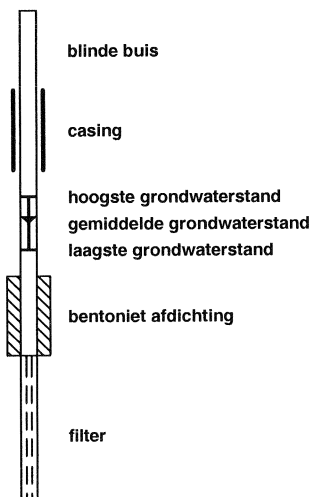 blinde buis
casing
hoogste grondwaterstand
gemiddelde grondwaterstand
laagste grondwaterstand
bentoniet afdichting
filter